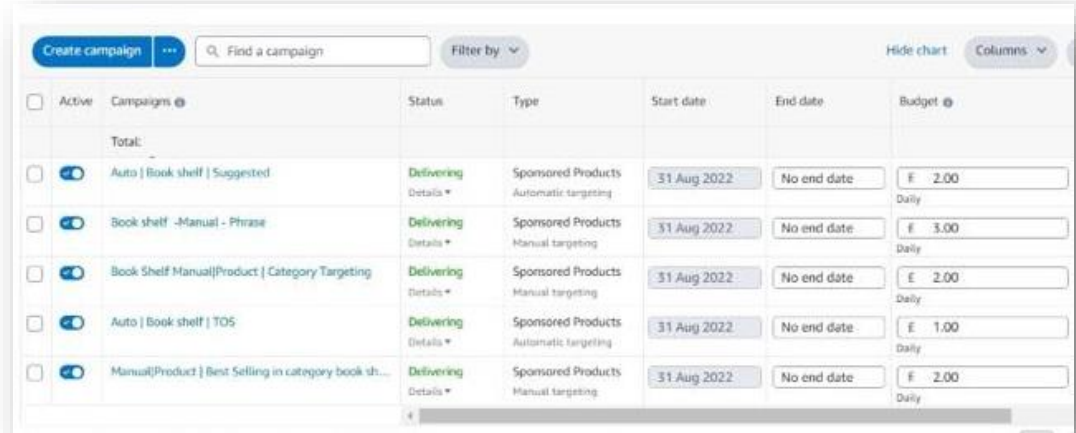 Create campaign ... Find a campaign Filter by Hide chart Columns
Active Campaigns Status Type Start date End date Budget
Total:
Auto | Book shelf | Suggested Delivering Sponsored Products 31 Aug 2022 No end date £ 2.00
Details Automatic targeting Daily
Book shelf -Manual - Phrase Delivering Sponsored Products 31 Aug 2022 No end date £ 3.00
Details Manual targeting Daily
Book Shelf Manual|Product | Category Targeting Delivering Sponsored Products 31 Aug 2022 No end date £ 2.00
Details Manual targeting Daily
Auto | Book shelf | TOS Delivering Sponsored Products 31 Aug 2022 No end date £ 1.00
Details Automatic targeting Daily
Manual|Product | Best Selling in category book sh... Delivering Sponsored Products 31 Aug 2022 No end date £ 2.00
Details Manual targeting Daily